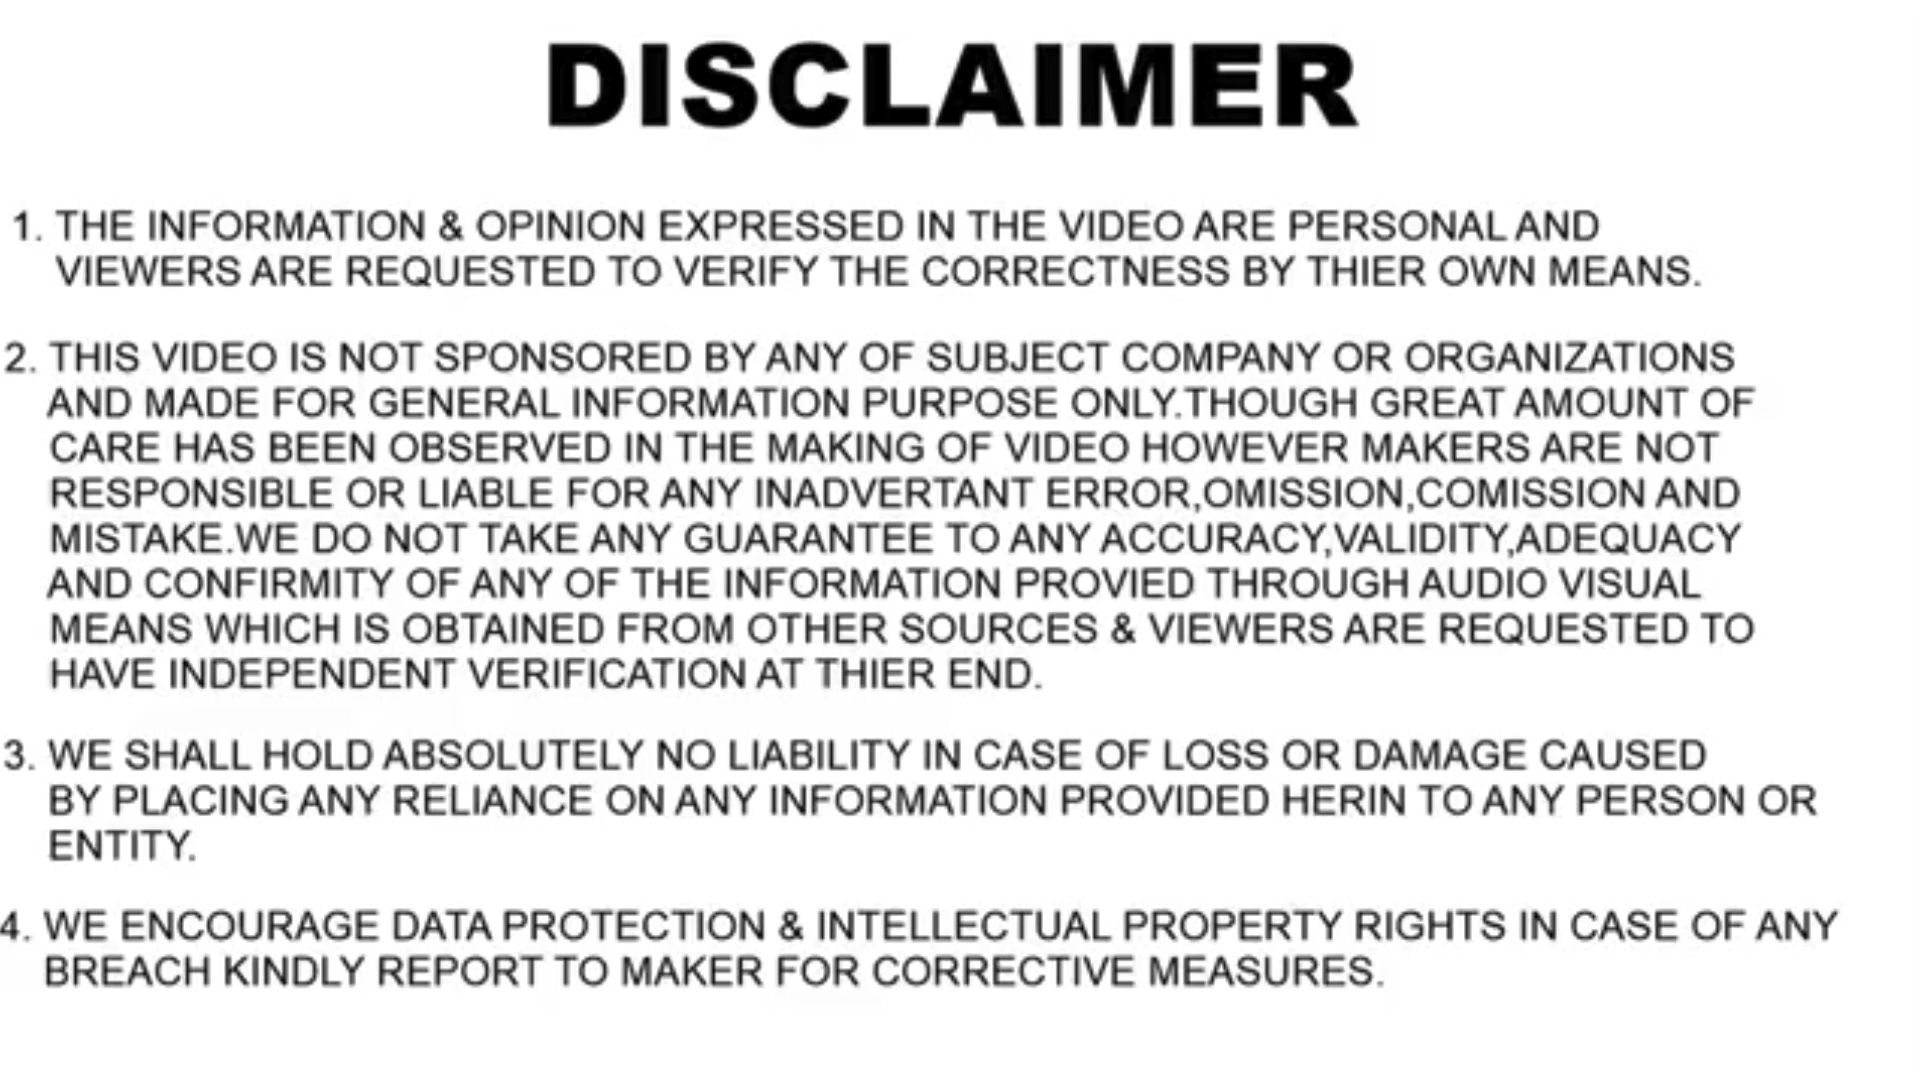 DISCLAIMER
1. THE INFORMATION & OPINION EXPRESSED IN THE VIDEO ARE PERSONAL AND
VIEWERS ARE REQUESTED TO VERIFY THE CORRECTNESS BY THIER OWN MEANS.
2. THIS VIDEO IS NOT SPONSORED BY ANY OF SUBJECT COMPANY OR ORGANIZATIONS
AND MADE FOR GENERAL INFORMATION PURPOSE ONLY.THOUGH GREAT AMOUNT OF
CARE HAS BEEN OBSERVED IN THE MAKING OF VIDEO HOWEVER MAKERS ARE NOT
RESPONSIBLE OR LIABLE FOR ANY INADVERTANT ERROR,OMISSION,COMISSION AND
MISTAKE.WE DO NOT TAKE ANY GUARANTEE TO ANY ACCURACY,VALIDITY,ADEQUACY
AND CONFIRMITY OF ANY OF THE INFORMATION PROVIED THROUGH AUDIO VISUAL
MEANS WHICH IS OBTAINED FROM OTHER SOURCES & VIEWERS ARE REQUESTED TO
HAVE INDEPENDENT VERIFICATION AT THIER END.
3. WE SHALL HOLD ABSOLUTELY NO LIABILITY IN CASE OF LOSS OR DAMAGE CAUSED
BY PLACING ANY RELIANCE ON ANY INFORMATION PROVIDED HERIN TO ANY PERSON OR
ENTITY.
4. WE ENCOURAGE DATA PROTECTION & INTELLECTUAL PROPERTY RIGHTS IN CASE OF ANY
BREACH KINDLY REPORT TO MAKER FOR CORRECTIVE MEASURES.